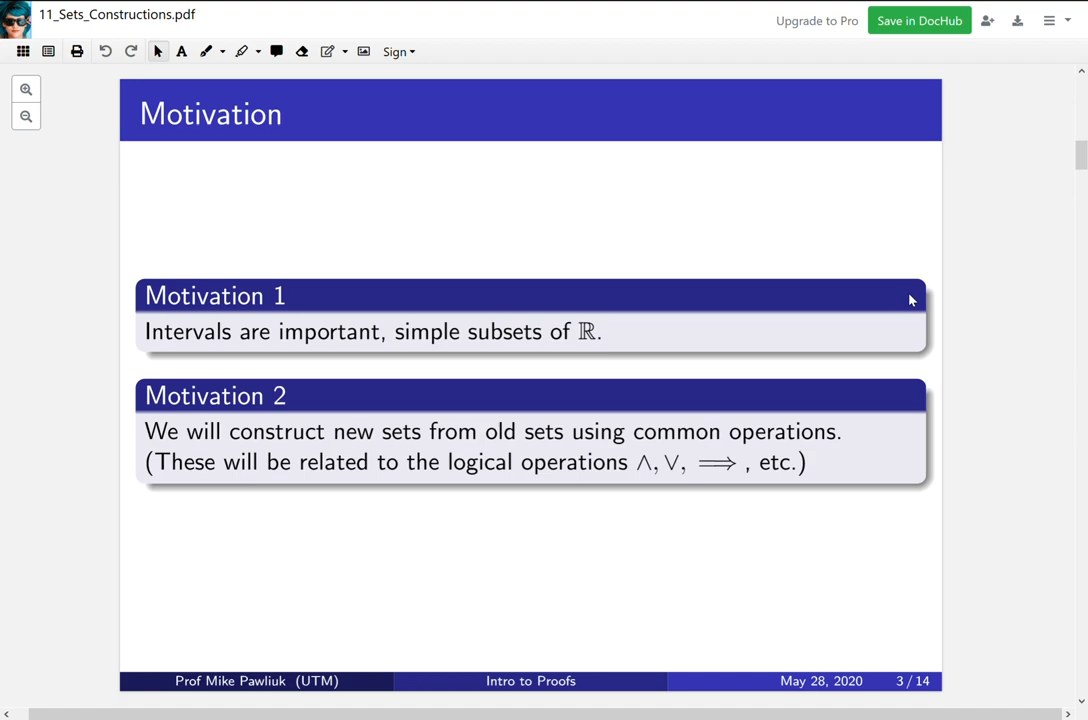 11_Sets_Constructions.pdf
Upgrade to Pro
Save in DocHub
A
Sign
Motivation
Motivation 1
Intervals are important, simple subsets of ℝ.
Motivation 2
We will construct new sets from old sets using common operations.
(These will be related to the logical operations ∧, ∨, ⟹ , etc.)
Prof Mike Pawliuk (UTM)
Intro to Proofs
May 28, 2020
3 / 14